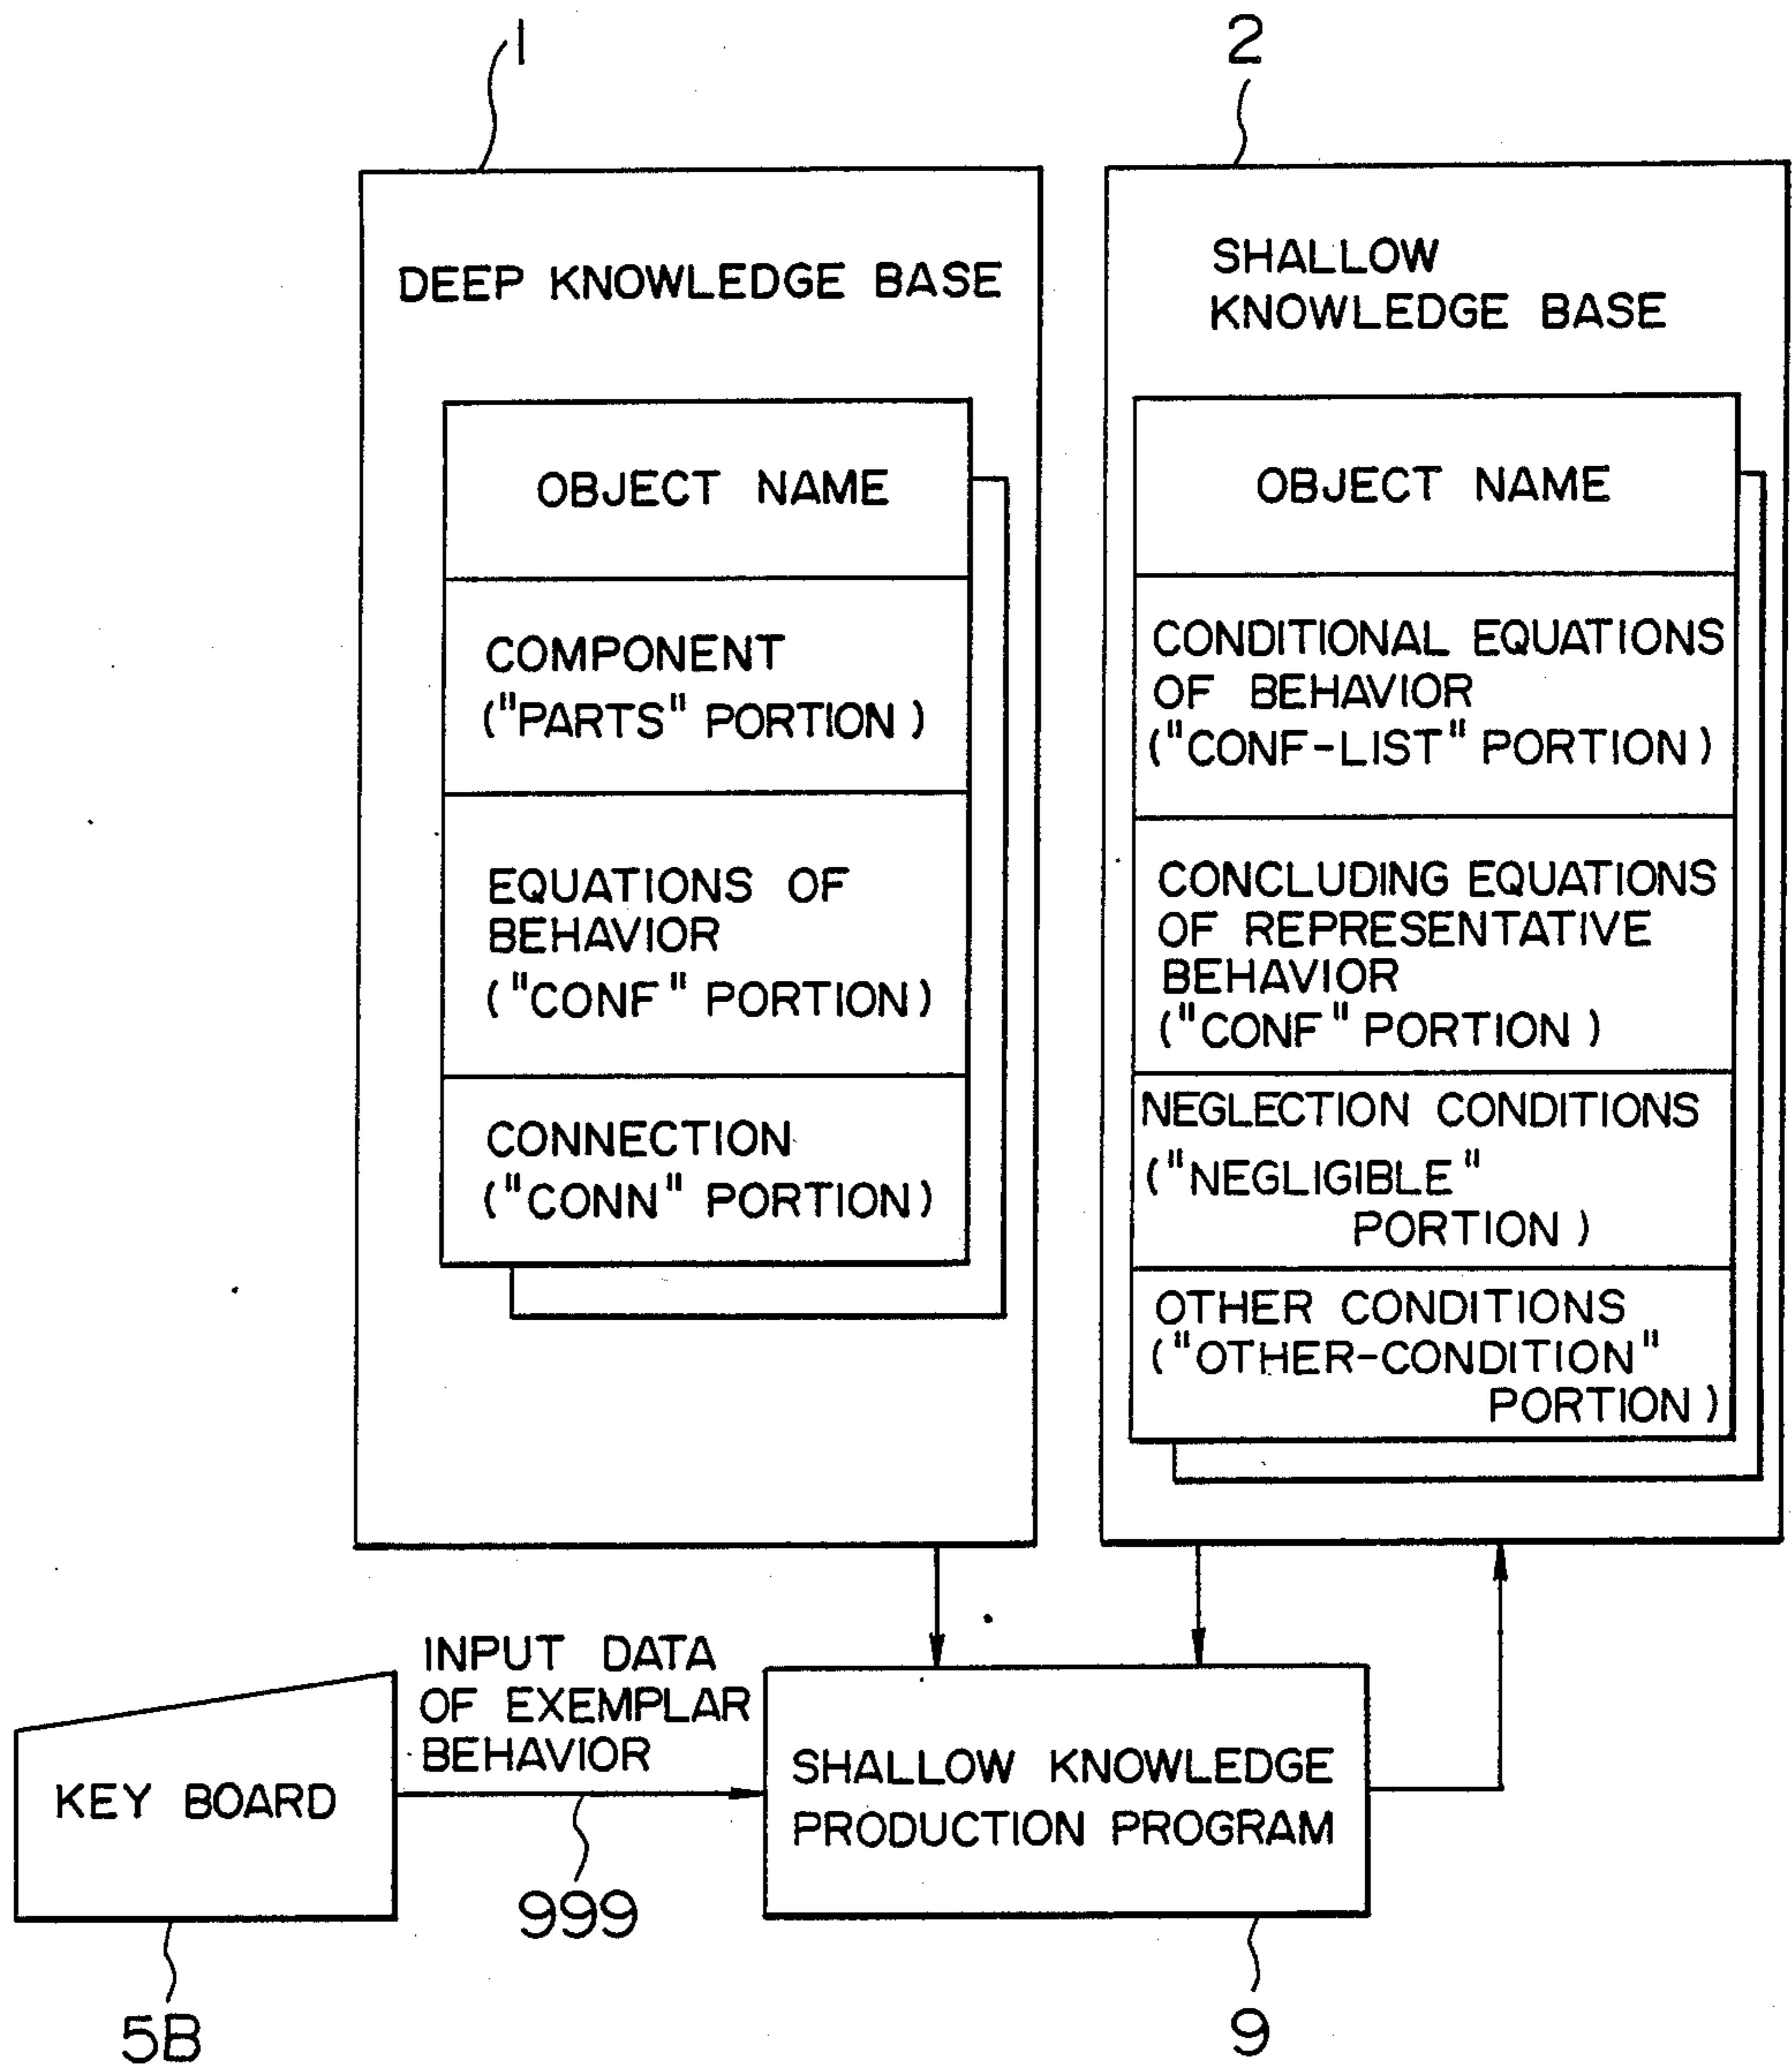 1
2
DEEP KNOWLEDGE BASE
OBJECT NAME
COMPONENT
("PARTS" PORTION)
EQUATIONS OF
BEHAVIOR
("CONF" PORTION)
CONNECTION
("CONN" PORTION)
SHALLOW
KNOWLEDGE BASE
OBJECT NAME
CONDITIONAL EQUATIONS
OF BEHAVIOR
("CONF-LIST" PORTION)
CONCLUDING EQUATIONS
OF REPRESENTATIVE
BEHAVIOR
("CONF" PORTION)
NEGLECTION CONDITIONS
("NEGLIGIBLE"
PORTION)
OTHER CONDITIONS
("OTHER-CONDITION"
PORTION)
INPUT DATA
OF EXEMPLAR
BEHAVIOR
KEY BOARD
SHALLOW KNOWLEDGE
PRODUCTION PROGRAM
999
5B
9